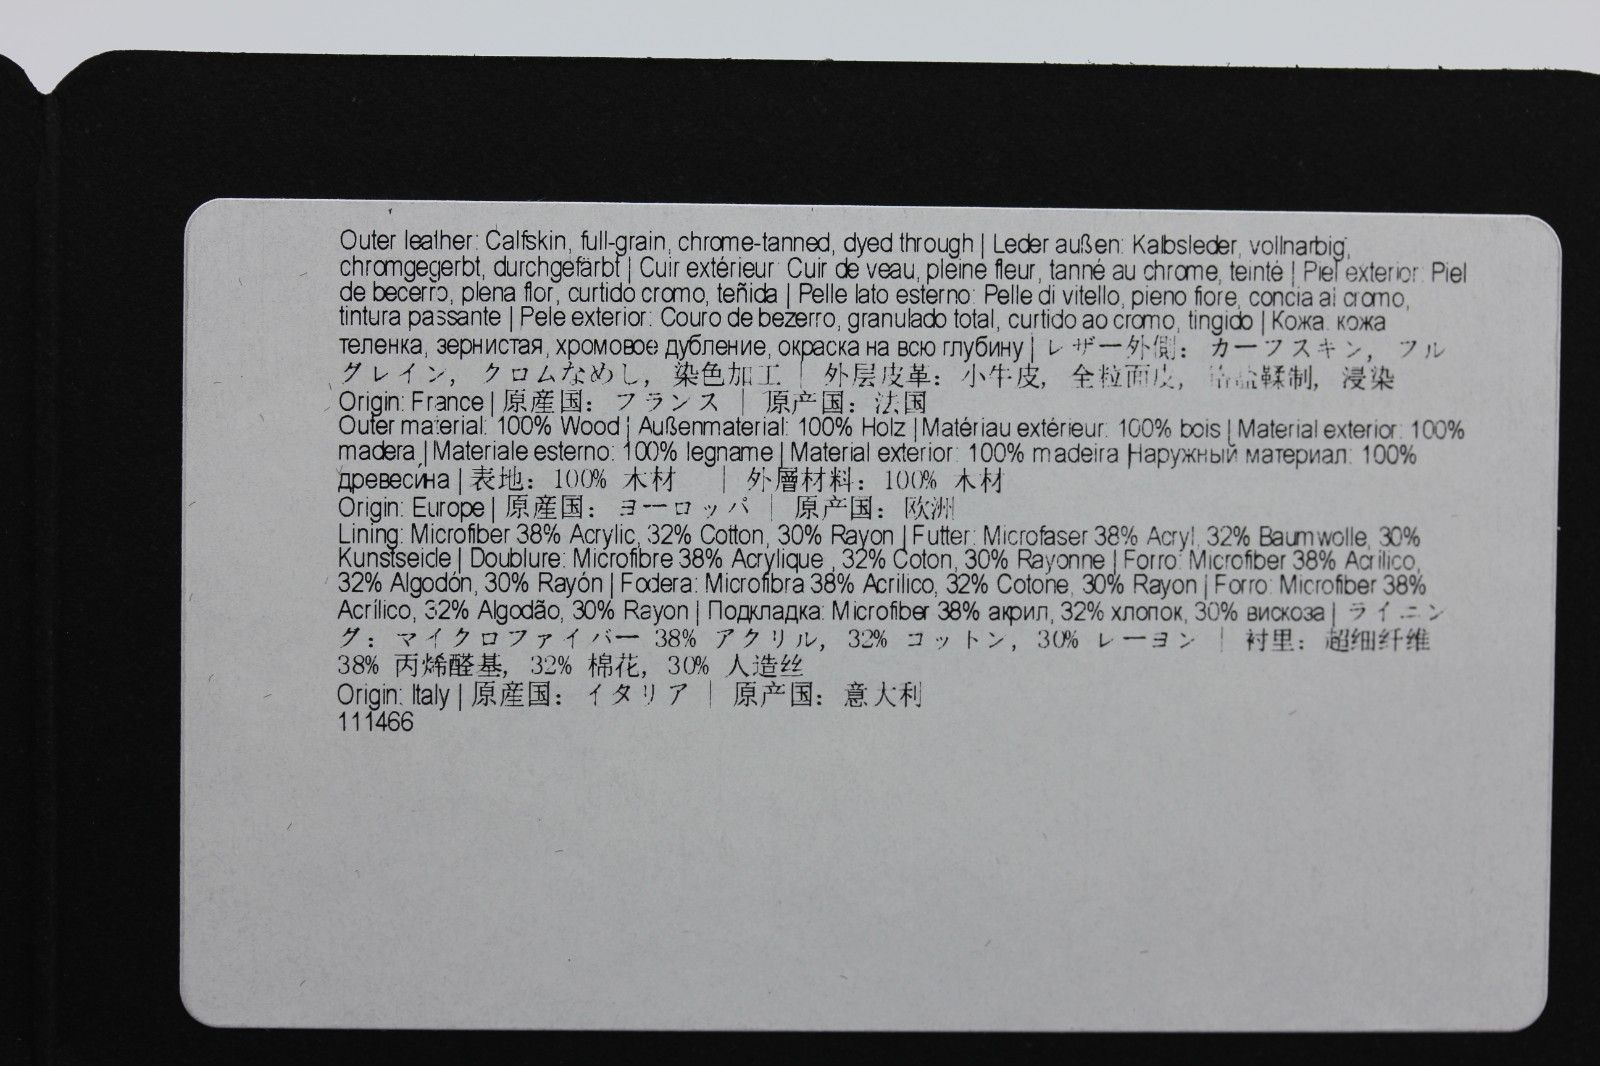 Outer leather: Calfskin, full-grain, chrome-tanned, dyed through | Leder außen: Kalbsleder, vollnarbig,
chromgegerbt, durchgefärbt | Cuir extérieur: Cuir de veau, pleine fleur, tanné au chrome, teinté | Piel exterior: Piel
de becerro, plena flor, curtido cromo, teñida | Pelle lato esterno: Pelle di vitello, pieno fiore, concia ai cromo,
tintura passante | Pele exterior: Couro de bezerro, granulado total, curtido ao cromo, tingido | Кожа: кожа
теленка, зернистая, хромовое дубление, окраска на всю глубину | レザー外側: カーフスキン, フル
グレイン, クロムなめし, 染色加工 | 外层皮革: 小牛皮, 全粒面皮, 鞣制, 浸染
Origin: France | 原産国: フランス | 原产国: 法国
Outer material: 100% Wood | Außenmaterial: 100% Holz | Matériau extérieur: 100% bois | Material exterior: 100%
madera | Materiale esterno: 100% legname | Material exterior: 100% madeira | Наружный материал: 100%
древесина | 表地: 100% 木材 | 外層材料: 100% 木材
Origin: Europe | 原産国: ヨーロッパ | 原产国: 欧洲
Lining: Microfiber 38% Acrylic, 32% Cotton, 30% Rayon | Futter: Microfaser 38% Acryl, 32% Baumwolle, 30%
Kunstseide | Doublure: Microfibre 38% Acrylique , 32% Coton, 30% Rayonne | Forro: Microfiber 38% Acrílico,
32% Algodón, 30% Rayón | Fodera: Microfibra 38% Acrilico, 32% Cotone, 30% Rayon | Forro: Microfiber 38%
Acrílico, 32% Algodão, 30% Rayon | Подкладка: Microfiber 38% акрил, 32% хлопок, 30% вискоза | ライニン
グ: マイクロファイバー 38% アクリル, 32% コットン, 30% レーヨン | 衬里: 超细纤维
38% 丙烯醛基, 32% 棉花, 30% 人造丝
Origin: Italy | 原産国: イタリア | 原产国: 意大利
111466